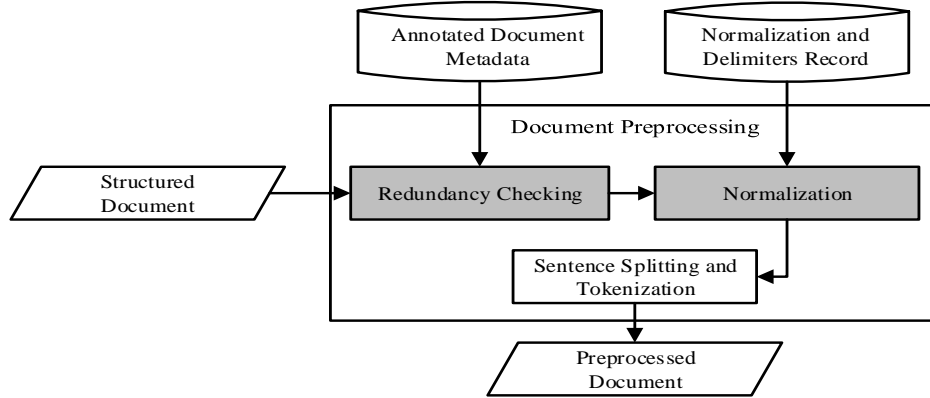 Annotated Document
Metadata
Normalization and
Delimiters Record
Document Preprocessing
Structured
Document
Redundancy Checking
Normalization
Sentence Splitting and
Tokenization
Preprocessed
Document